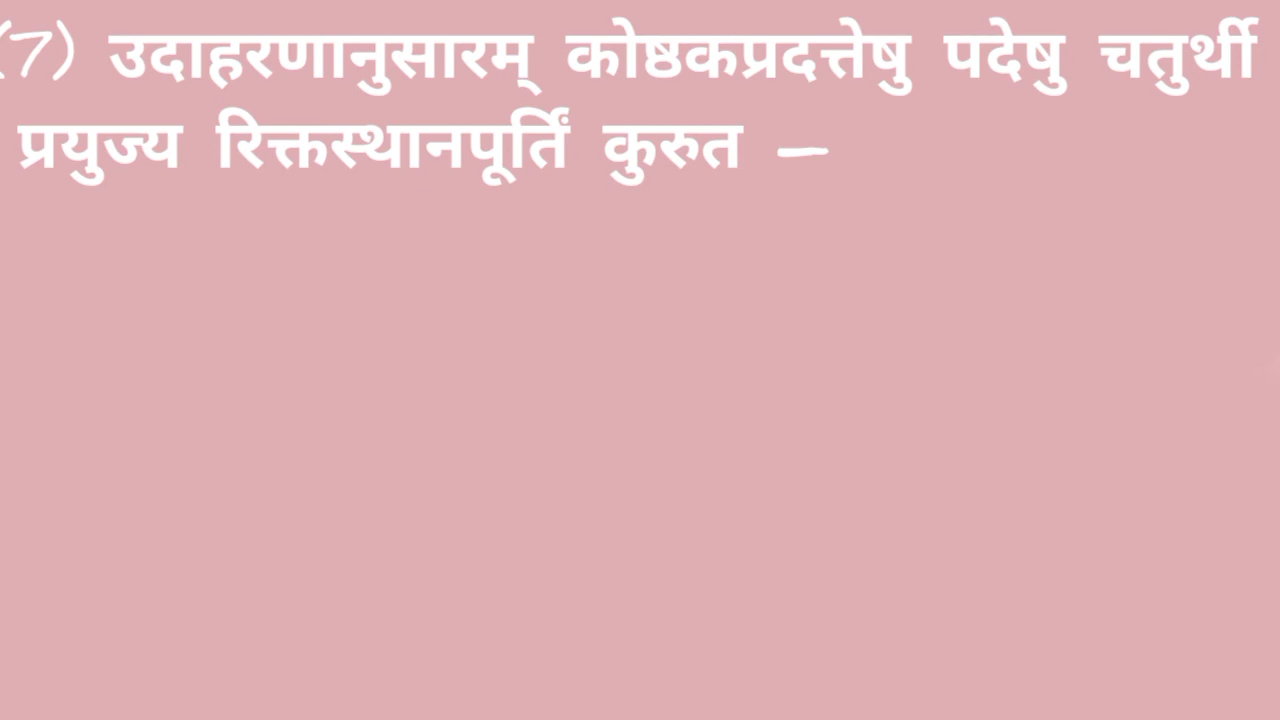 (7) उदाहरणानुसारम् कोष्ठकप्रदत्तेषु पदेषु चतुर्थी
प्रयुज्य रिक्तस्थानपूर्तिं कुरुत –